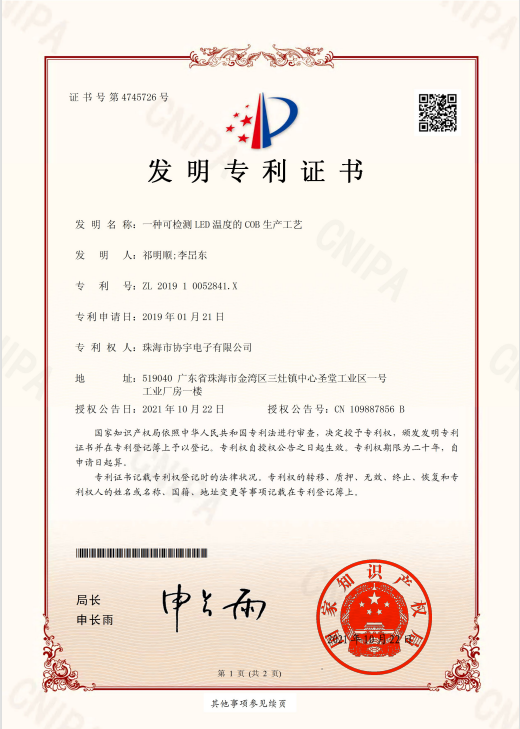 证书号第4745726号
发明专利证书
发 明 名 称：一种可检测LED温度的COB生产工艺
发 明 人：祁明顺;李昂东
专 利 号：ZL 2019 1 0052841.X
专利申请日：2019年01月21日
专 利 权 人：珠海市协宇电子有限公司
地 址：519040 广东省珠海市金湾区三灶镇中心圣堂工业区一号
工业厂房一楼
授权公告日：2021年10月22日 授权公告号：CN 109887856 B
国家知识产权局依照中华人民共和国专利法进行审查，决定授予专利权，颁发发明专利
证书并在专利登记簿上予以登记。专利权自授权公告之日起生效。专利权期限为二十年，自
申请日起算。
专利证书记载专利权登记时的法律状况。专利权的转移、质押、无效、终止、恢复和专
利权人的姓名或名称、国籍、地址变更等事项记载在专利登记簿上。
局长
申长雨
申长雨
国家知识产权局
2021年10月22日
第 1 页 (共 2 页)
其他事项参见续页
CNIPA